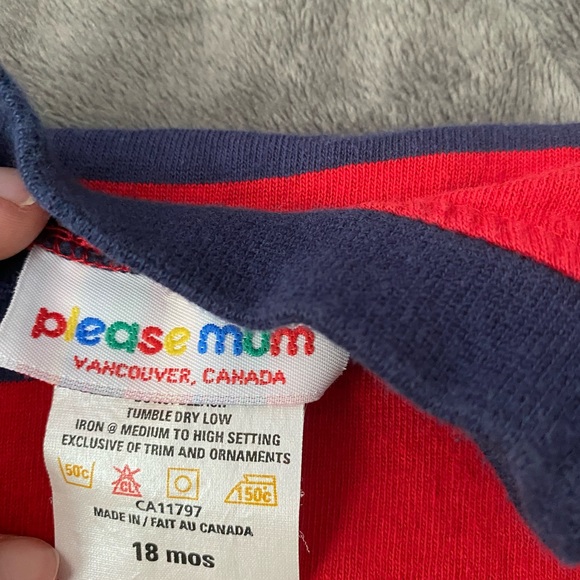 please mum
VANCOUVER, CANADA
TUMBLE DRY LOW
IRON @ MEDIUM TO HIGH SETTING
EXCLUSIVE OF TRIM AND ORNAMENTS
50°c CL 150°c
CA11797
MADE IN / FAIT AU CANADA
18 mos